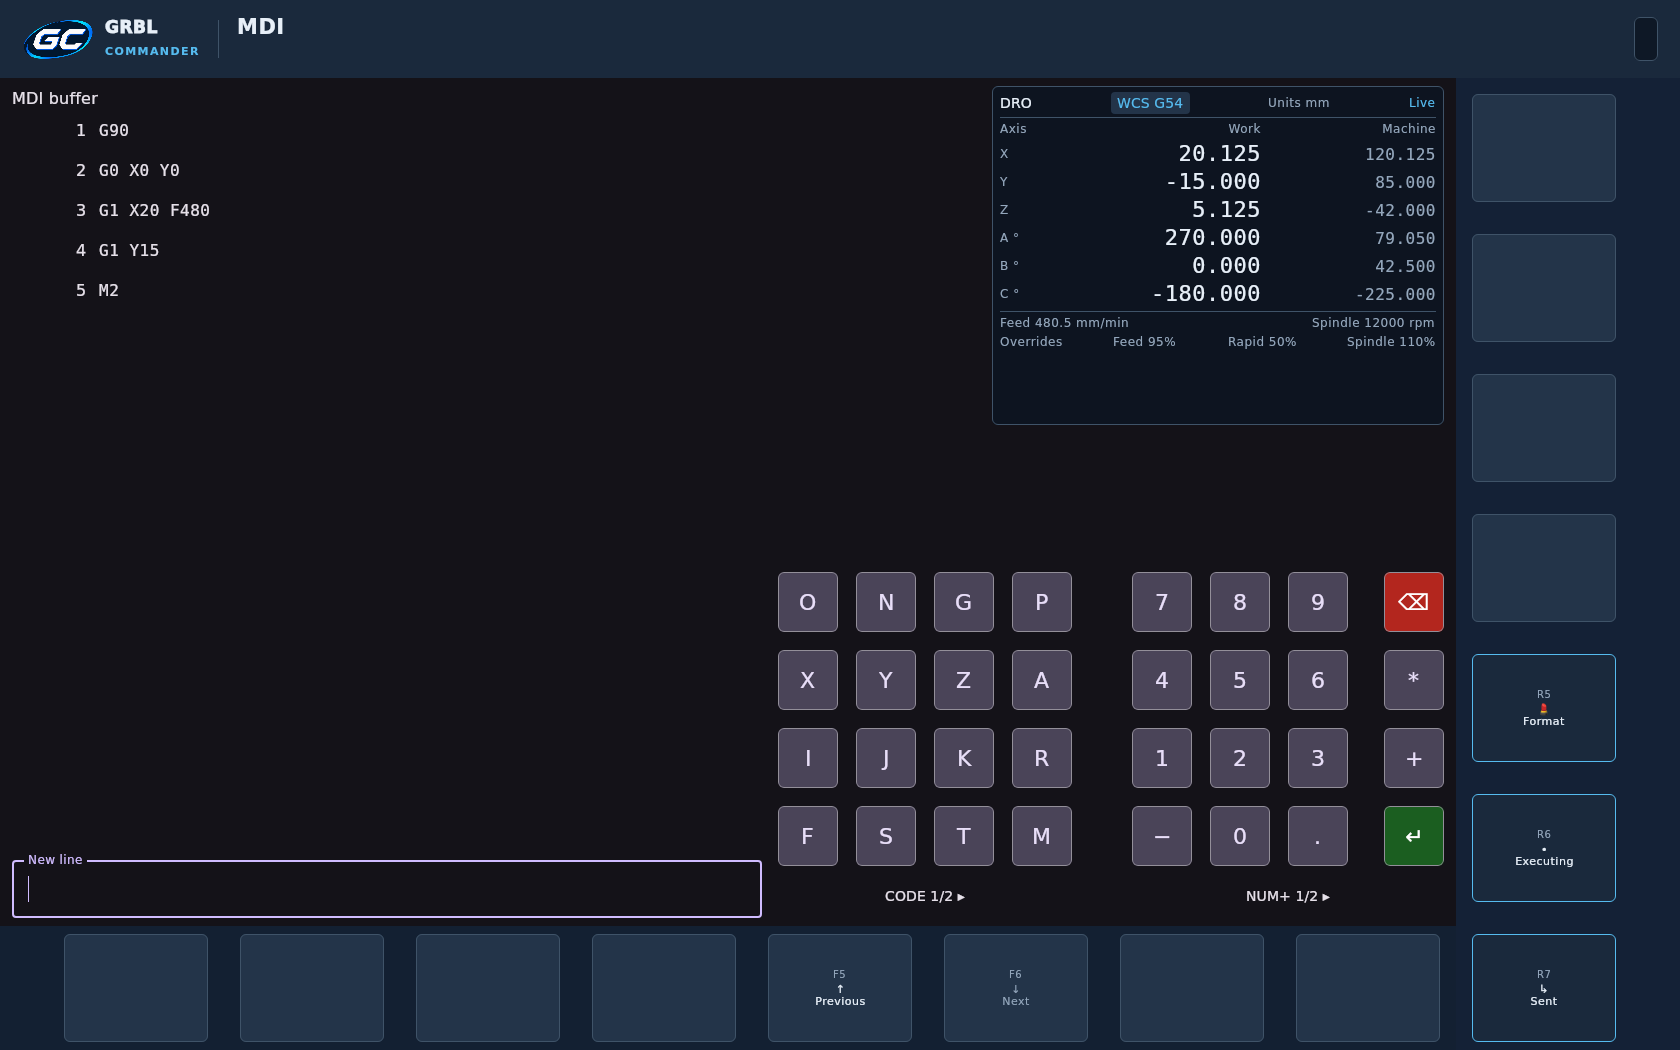 GC GRBL COMMANDER MDI
MDI buffer
1 G90
2 G0 X0 Y0
3 G1 X20 F480
4 G1 Y15
5 M2
DRO WCS G54 Units mm Live
Axis Work Machine
X 20.125 120.125
Y -15.000 85.000
Z 5.125 -42.000
A ° 270.000 79.050
B ° 0.000 42.500
C ° -180.000 -225.000
Feed 480.5 mm/min Spindle 12000 rpm
Overrides Feed 95% Rapid 50% Spindle 110%
O N G P 7 8 9 ⌫
X Y Z A 4 5 6 *
I J K R 1 2 3 +
F S T M − 0 . ↵
New line
CODE 1/2 ▸ NUM+ 1/2 ▸
R5
Format
R6
•
Executing
R7
↳
Sent
F5
↑
Previous
F6
↓
Next